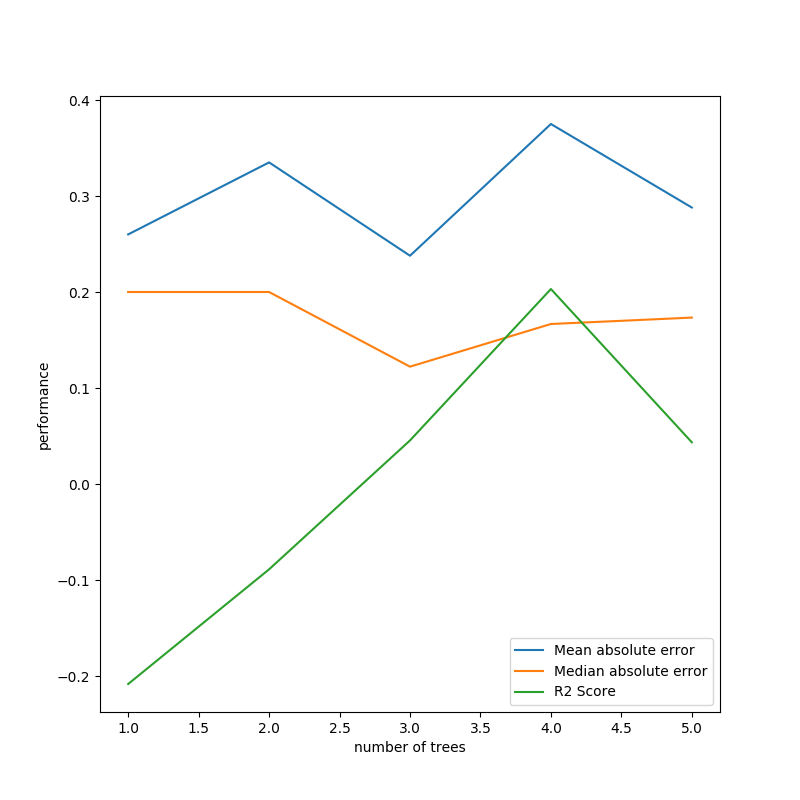 0.4
0.3
0.2
0.1
0.0
−0.1
−0.2
performance
1.0 1.5 2.0 2.5 3.0 3.5 4.0 4.5 5.0
number of trees
Mean absolute error
Median absolute error
R2 Score